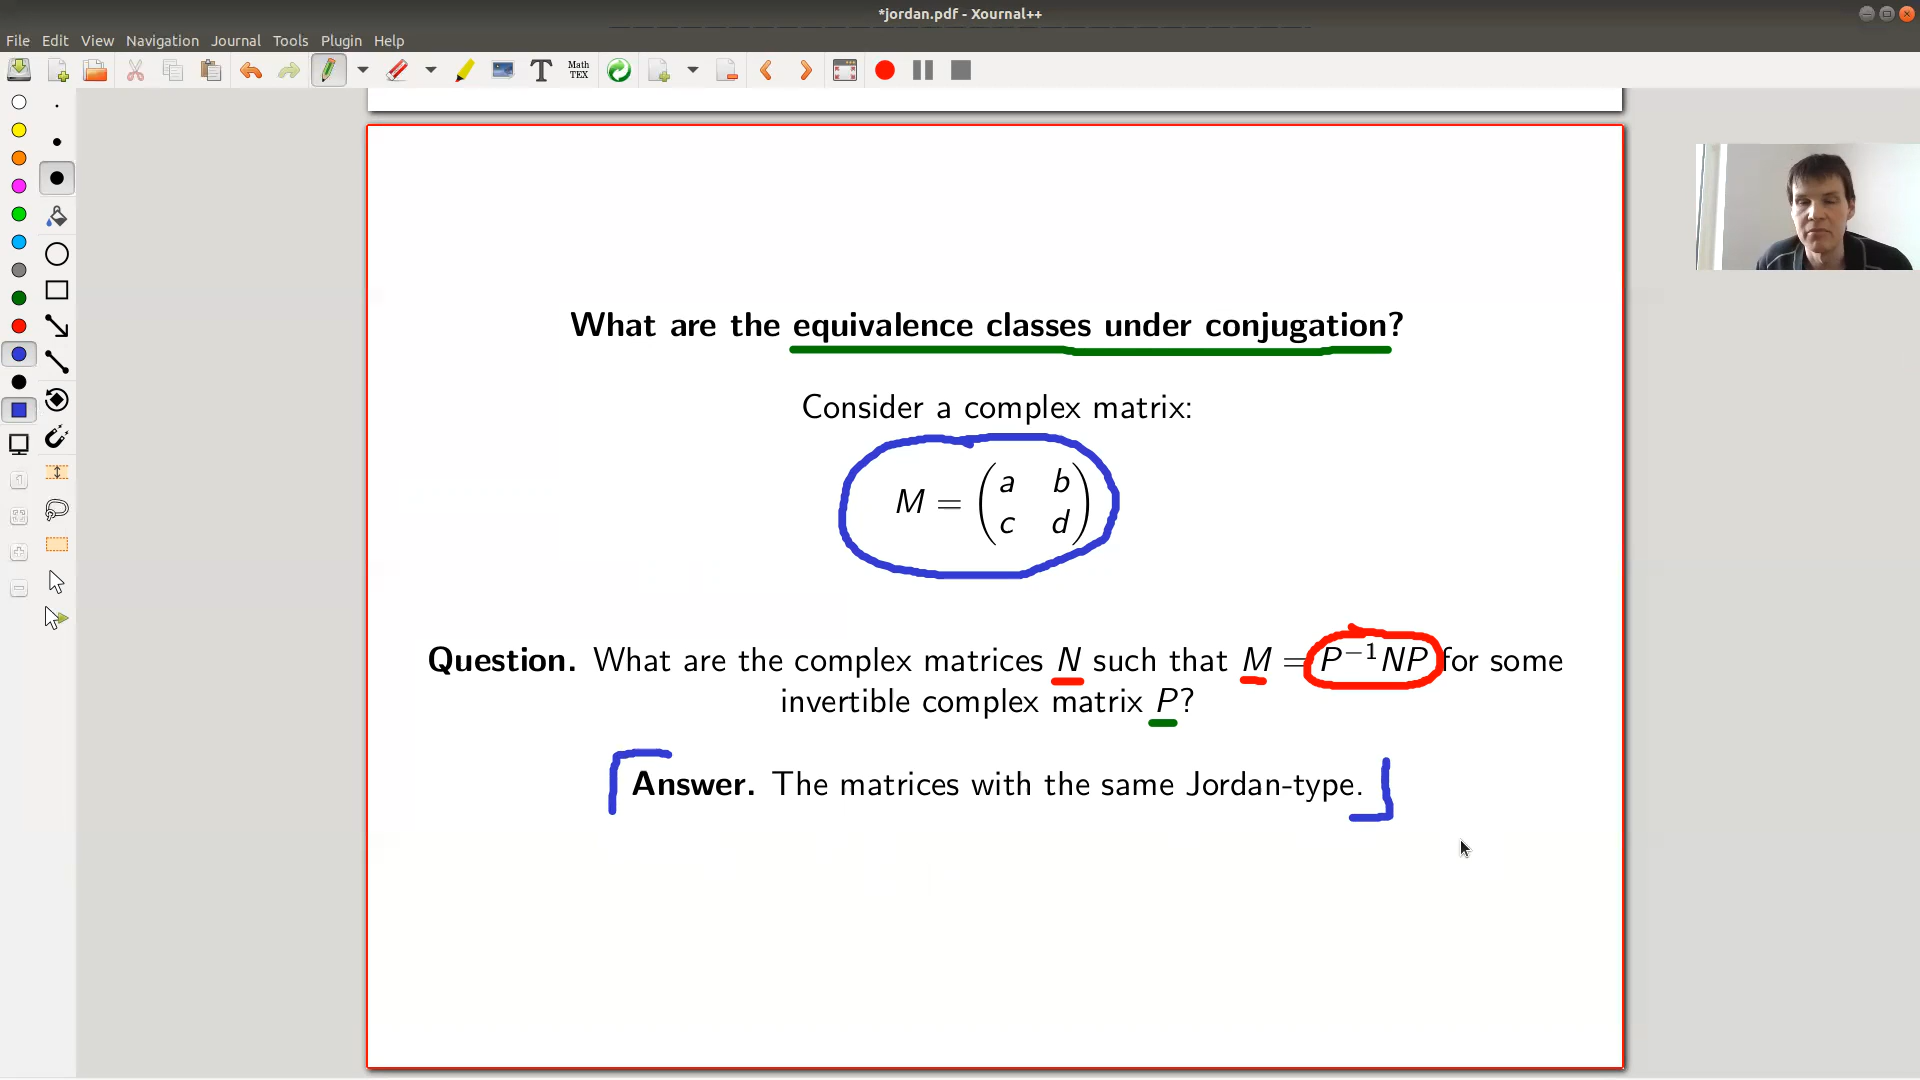 *jordan.pdf - Xournal++
File Edit View Navigation Journal Tools Plugin Help
Math
TEX
What are the equivalence classes under conjugation?
Consider a complex matrix:
M = (a b
c d)
Question. What are the complex matrices N such that M = P⁻¹NP for some
invertible complex matrix P?
Answer. The matrices with the same Jordan-type.